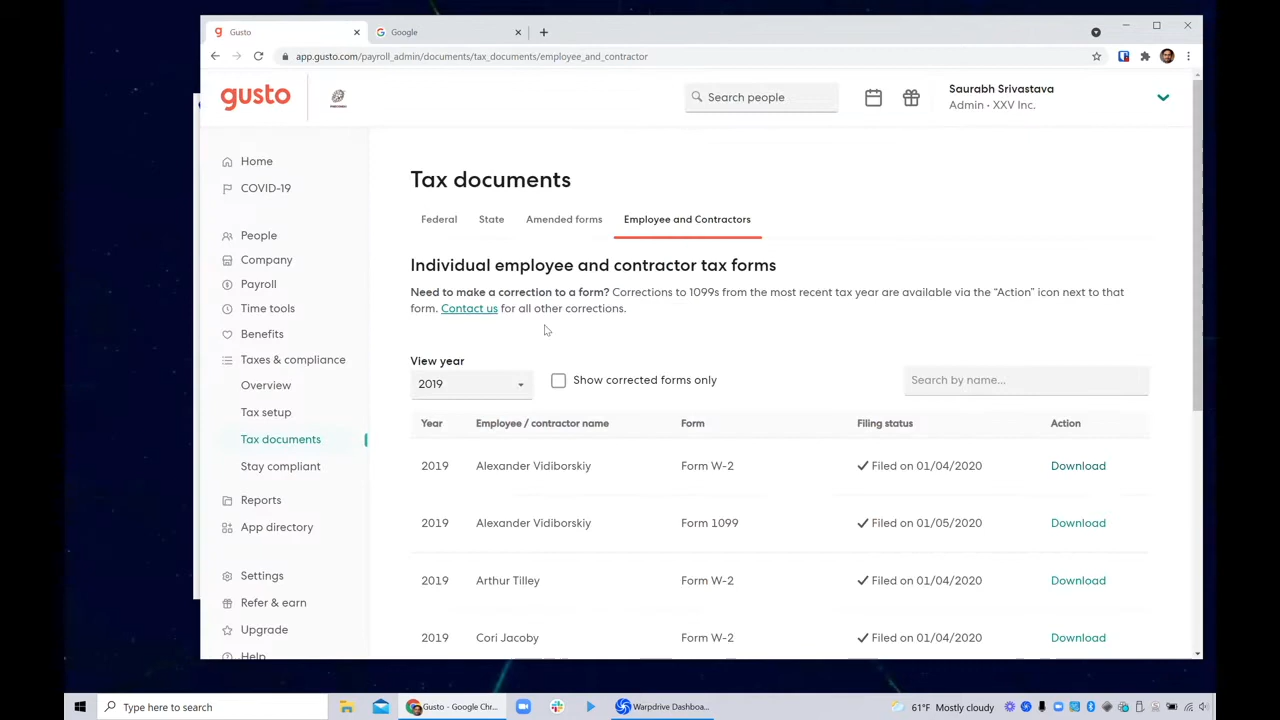 Gusto
Google
app.gusto.com/payroll_admin/documents/tax_documents/employee_and_contractor
gusto
Search people
Saurabh Srivastava
Admin · XXV Inc.
Home
COVID-19
People
Company
Payroll
Time tools
Benefits
Taxes & compliance
Overview
Tax setup
Tax documents
Stay compliant
Reports
App directory
Settings
Refer & earn
Upgrade
Help
Tax documents
Federal State Amended forms Employee and Contractors
Individual employee and contractor tax forms
Need to make a correction to a form? Corrections to 1099s from the most recent tax year are available via the “Action” icon next to that
form. Contact us for all other corrections.
View year
2019 Show corrected forms only Search by name...
Year Employee / contractor name Form Filing status Action
2019 Alexander Vidiborskiy Form W-2 Filed on 01/04/2020 Download
2019 Alexander Vidiborskiy Form 1099 Filed on 01/05/2020 Download
2019 Arthur Tilley Form W-2 Filed on 01/04/2020 Download
2019 Cori Jacoby Form W-2 Filed on 01/04/2020 Download
Type here to search
Gusto - Google Chr...
Warpdrive Dashboa...
61°F Mostly cloudy